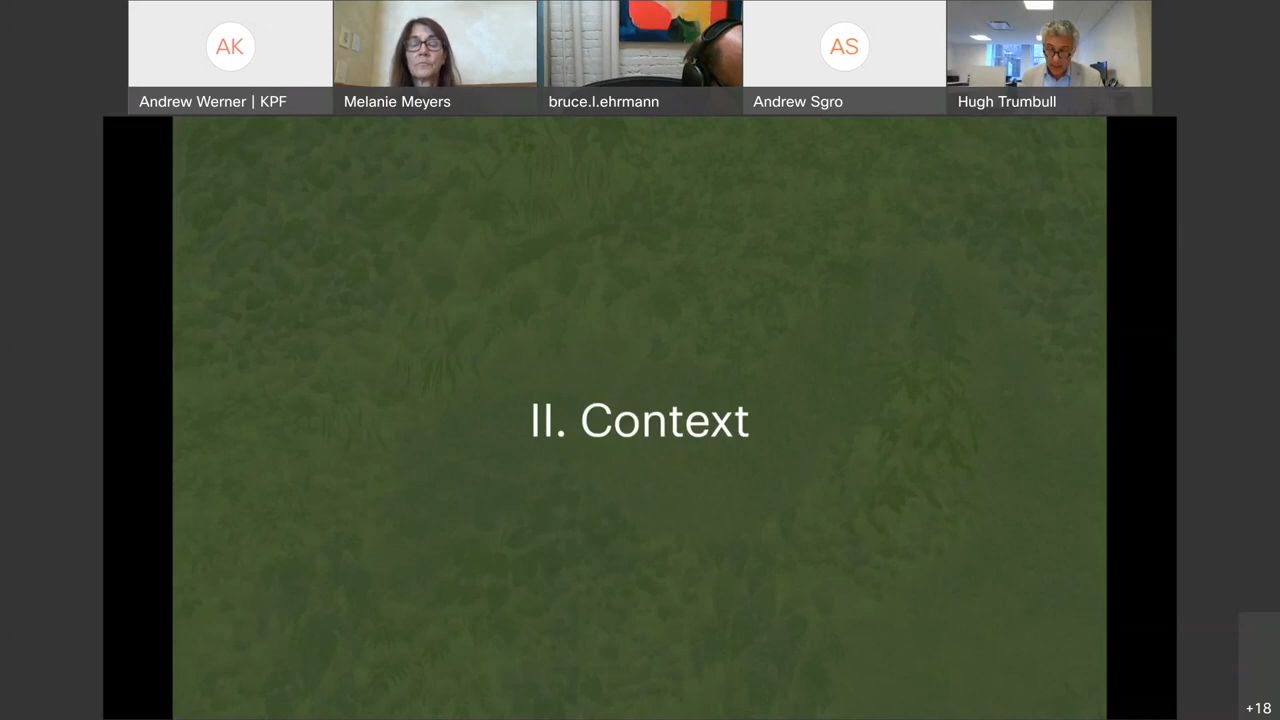 AK
Andrew Werner | KPF
Melanie Meyers
bruce.l.ehrmann
AS
Andrew Sgro
Hugh Trumbull
II. Context
+18